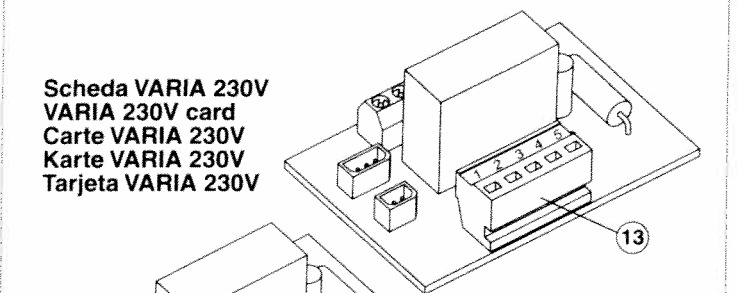 Scheda VARIA 230V
VARIA 230V card
Carte VARIA 230V
Karte VARIA 230V
Tarjeta VARIA 230V
1 2 3 4 5
13